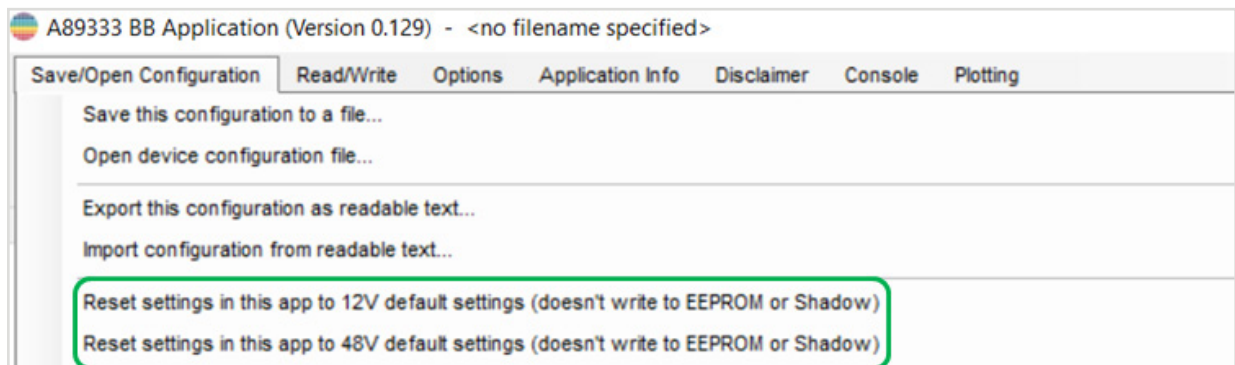 A89333 BB Application (Version 0.129) - <no filename specified>
Save/Open Configuration Read/Write Options Application Info Disclaimer Console Plotting
Save this configuration to a file...
Open device configuration file...
Export this configuration as readable text...
Import configuration from readable text...
Reset settings in this app to 12V default settings (doesn't write to EEPROM or Shadow)
Reset settings in this app to 48V default settings (doesn't write to EEPROM or Shadow)